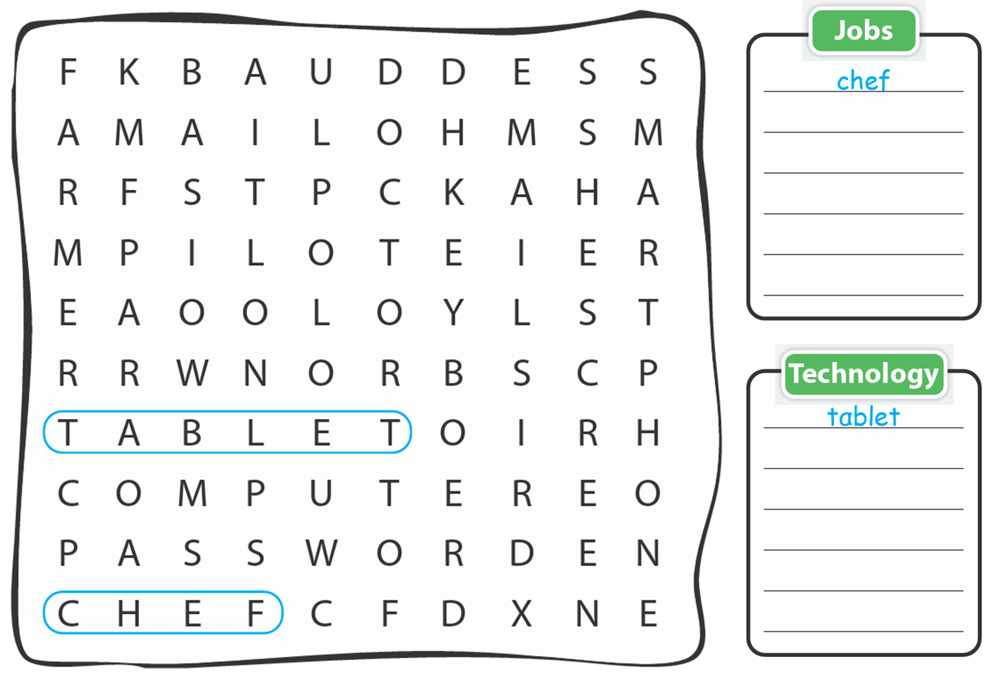 F K B A U D D E S S
A M A I L O H M S M
R F S T P C K A H A
M P I L O T E I E R
E A O O L O Y L S T
R R W N O R B S C P
T A B L E T O I R H
C O M P U T E R E O
P A S S W O R D E N
C H E F C F D X N E
Jobs
chef
Technology
tablet